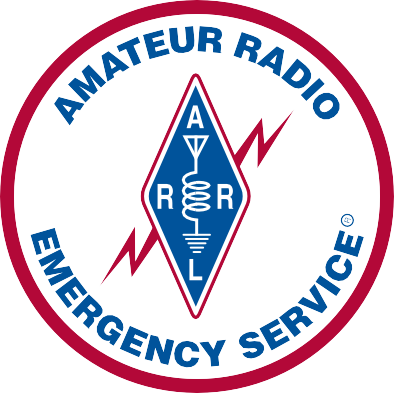 AMATEUR RADIO
A
R R
L
EMERGENCY SERVICE®